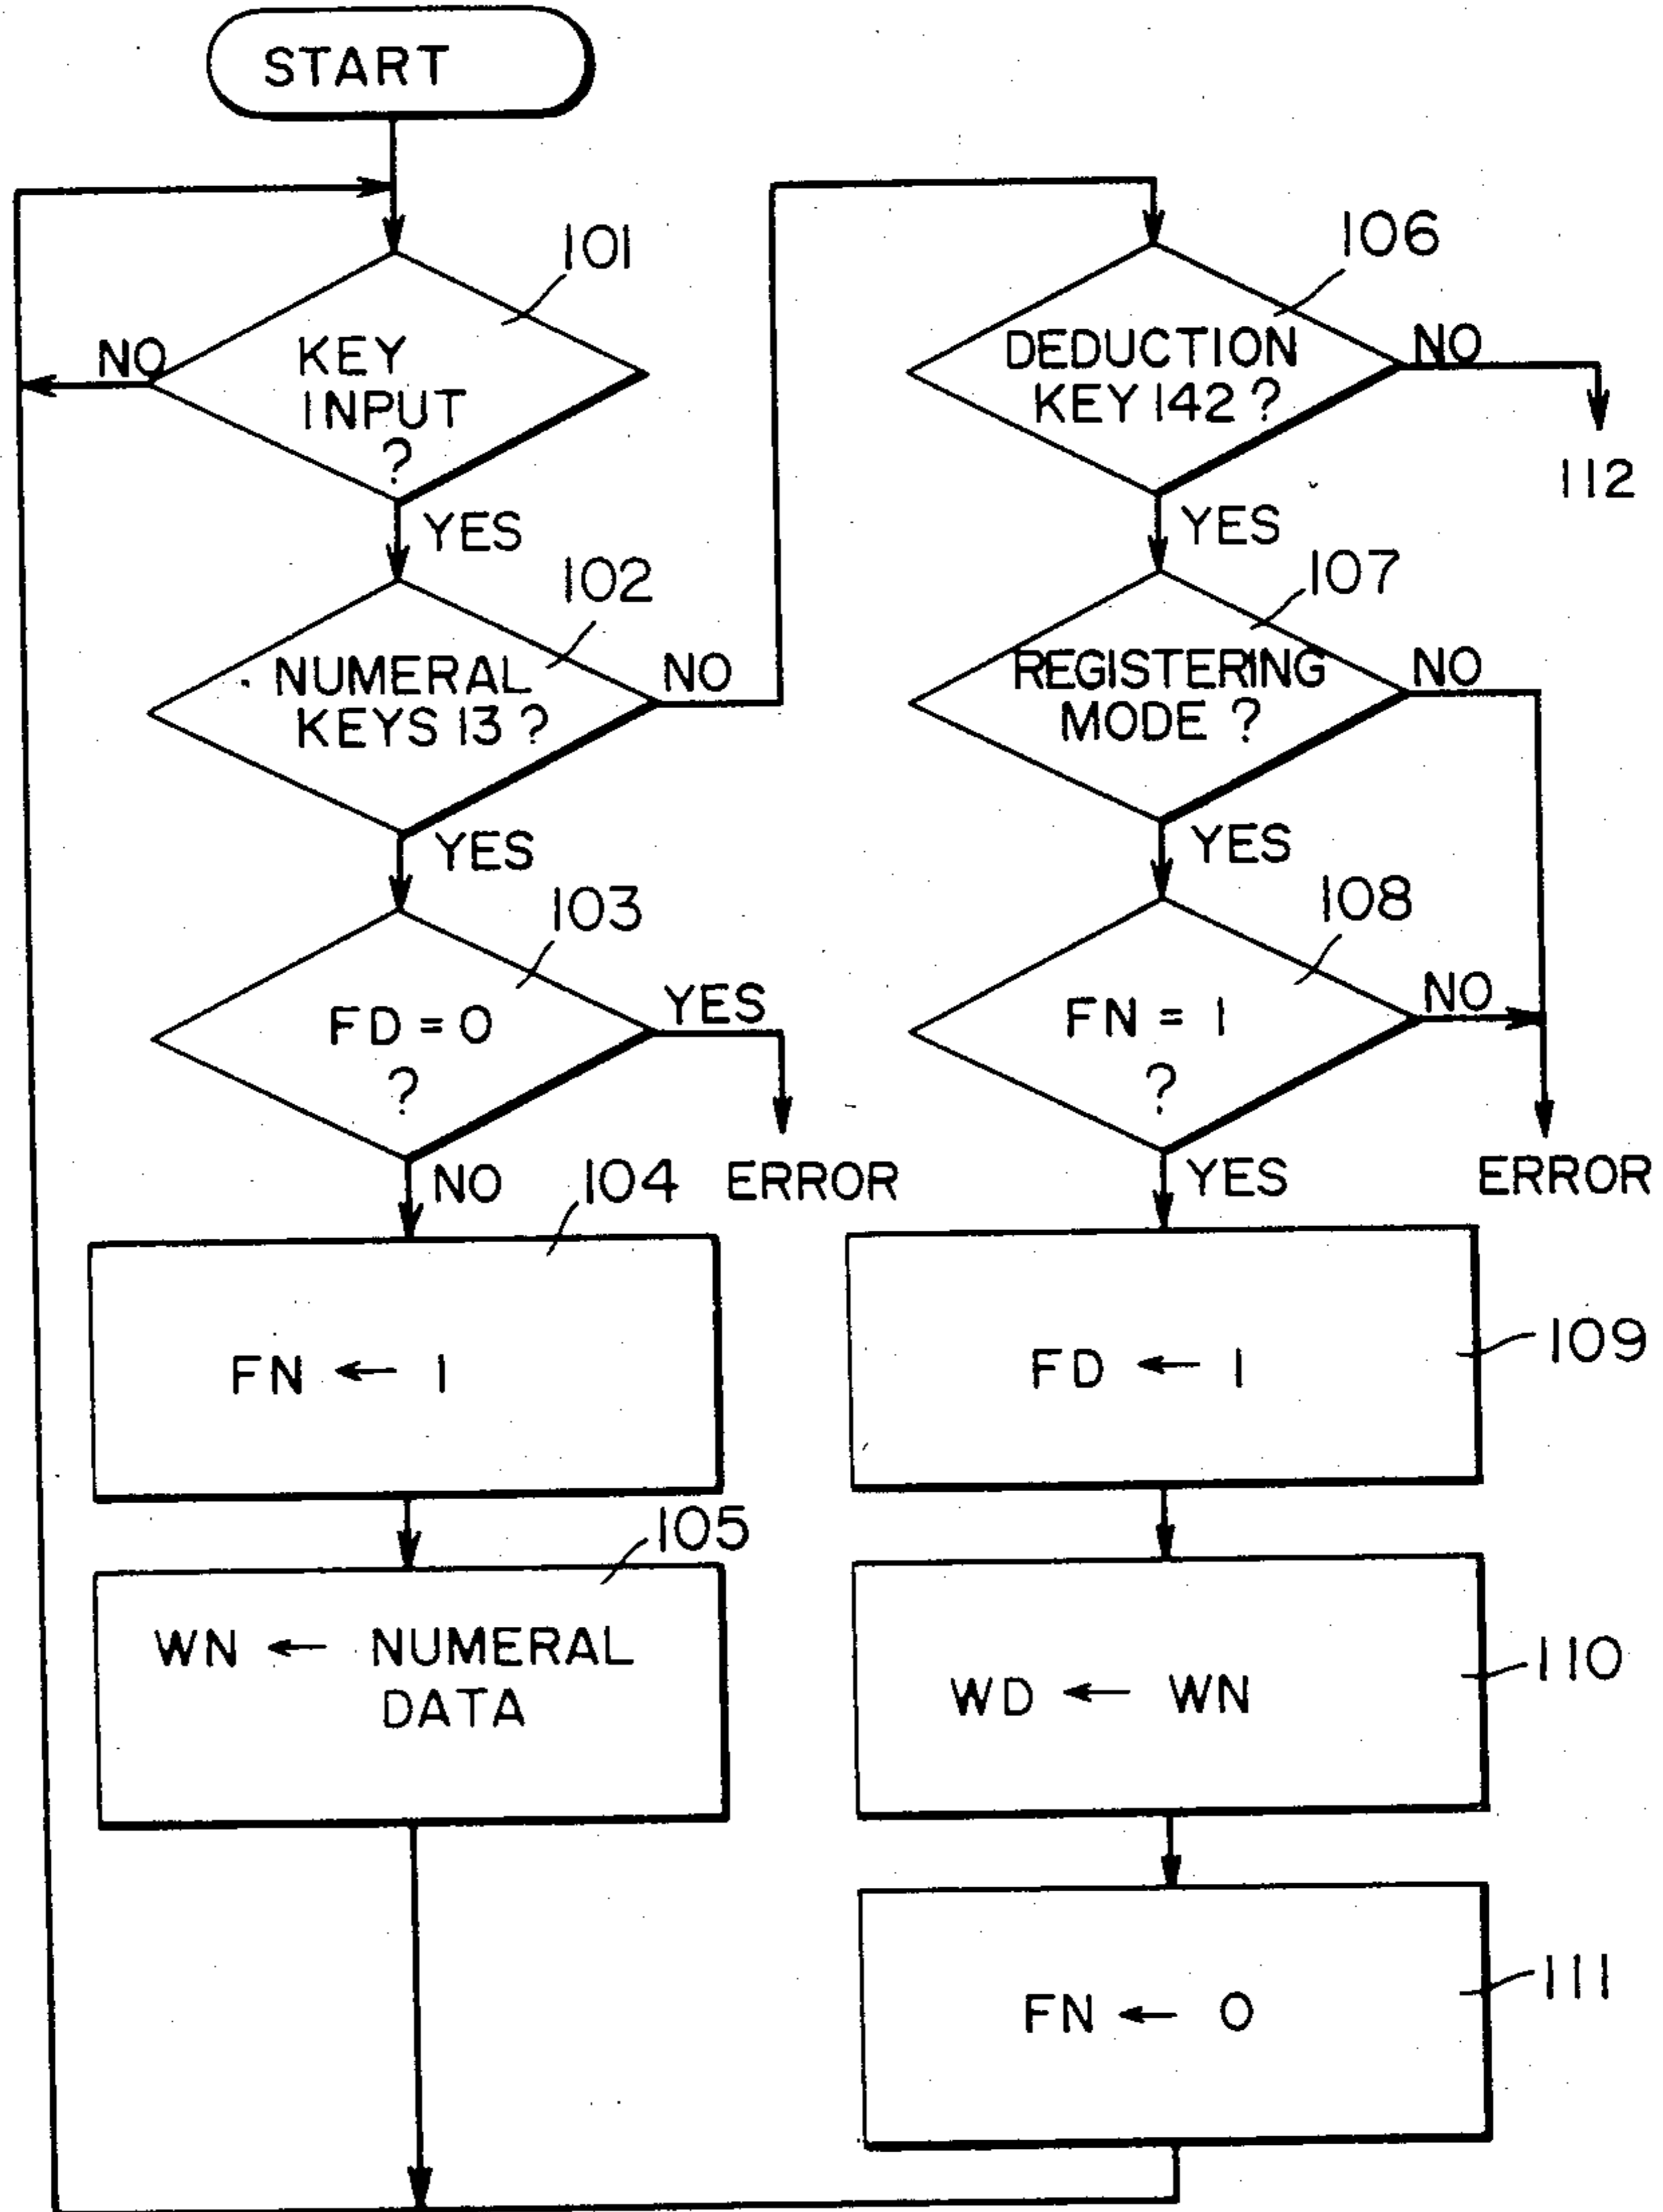 START
101
NO
KEY
INPUT
?
YES
102
NUMERAL
KEYS 13 ?
NO
YES
103
FD = 0
?
YES
ERROR
NO
104
FN ← 1
105
WN ← NUMERAL
DATA
106
DEDUCTION
KEY 142 ?
NO
112
YES
107
REGISTERING
MODE ?
NO
YES
108
FN = 1
?
NO
ERROR
YES
FD ← 1
109
WD ← WN
110
FN ← 0
111